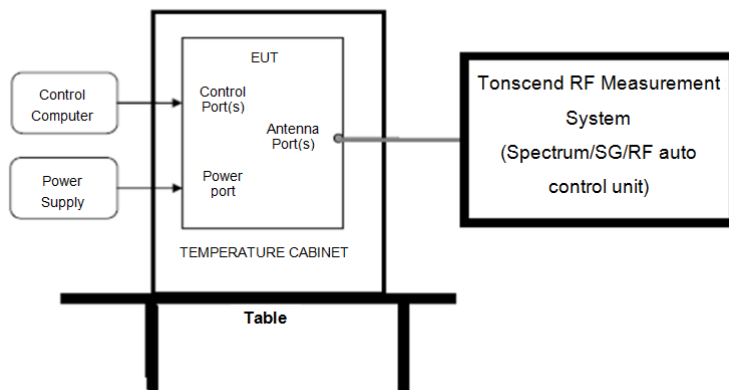 EUT
Control
Computer
Control
Port(s)
Antenna
Port(s)
Power
Supply
Power
port
TEMPERATURE CABINET
Table
Tonscend RF Measurement
System
(Spectrum/SG/RF auto
control unit)